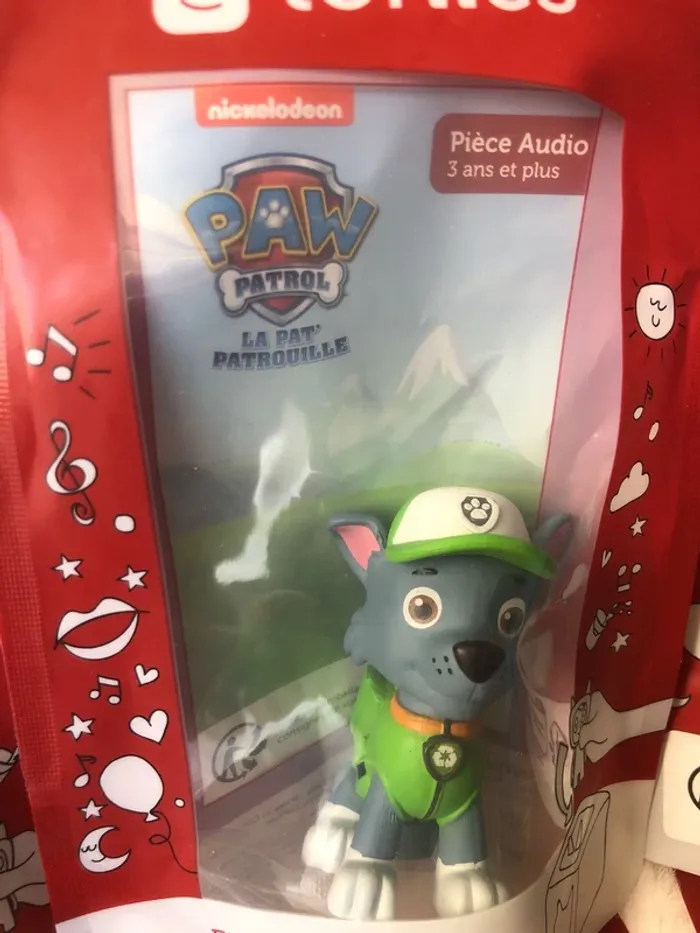 tonies
nickelodeon
Pièce Audio
3 ans et plus
PAW
PATROL
LA PAT'
PATROUILLE